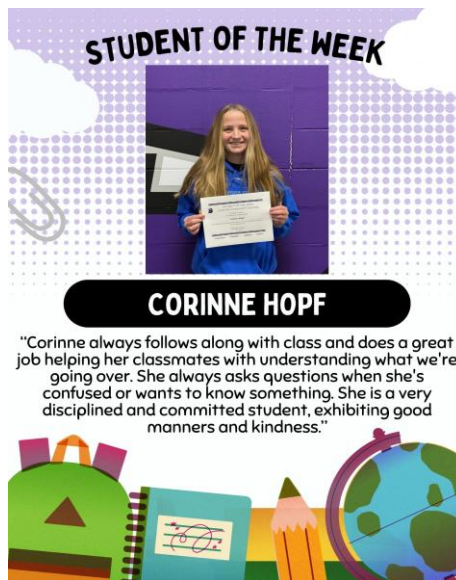 STUDENT OF THE WEEK
CORINNE HOPF
"Corinne always follows along with class and does a great
job helping her classmates with understanding what we're
going over. She always asks questions when she's
confused or wants to know something. She is a very
disciplined and committed student, exhibiting good
manners and kindness."